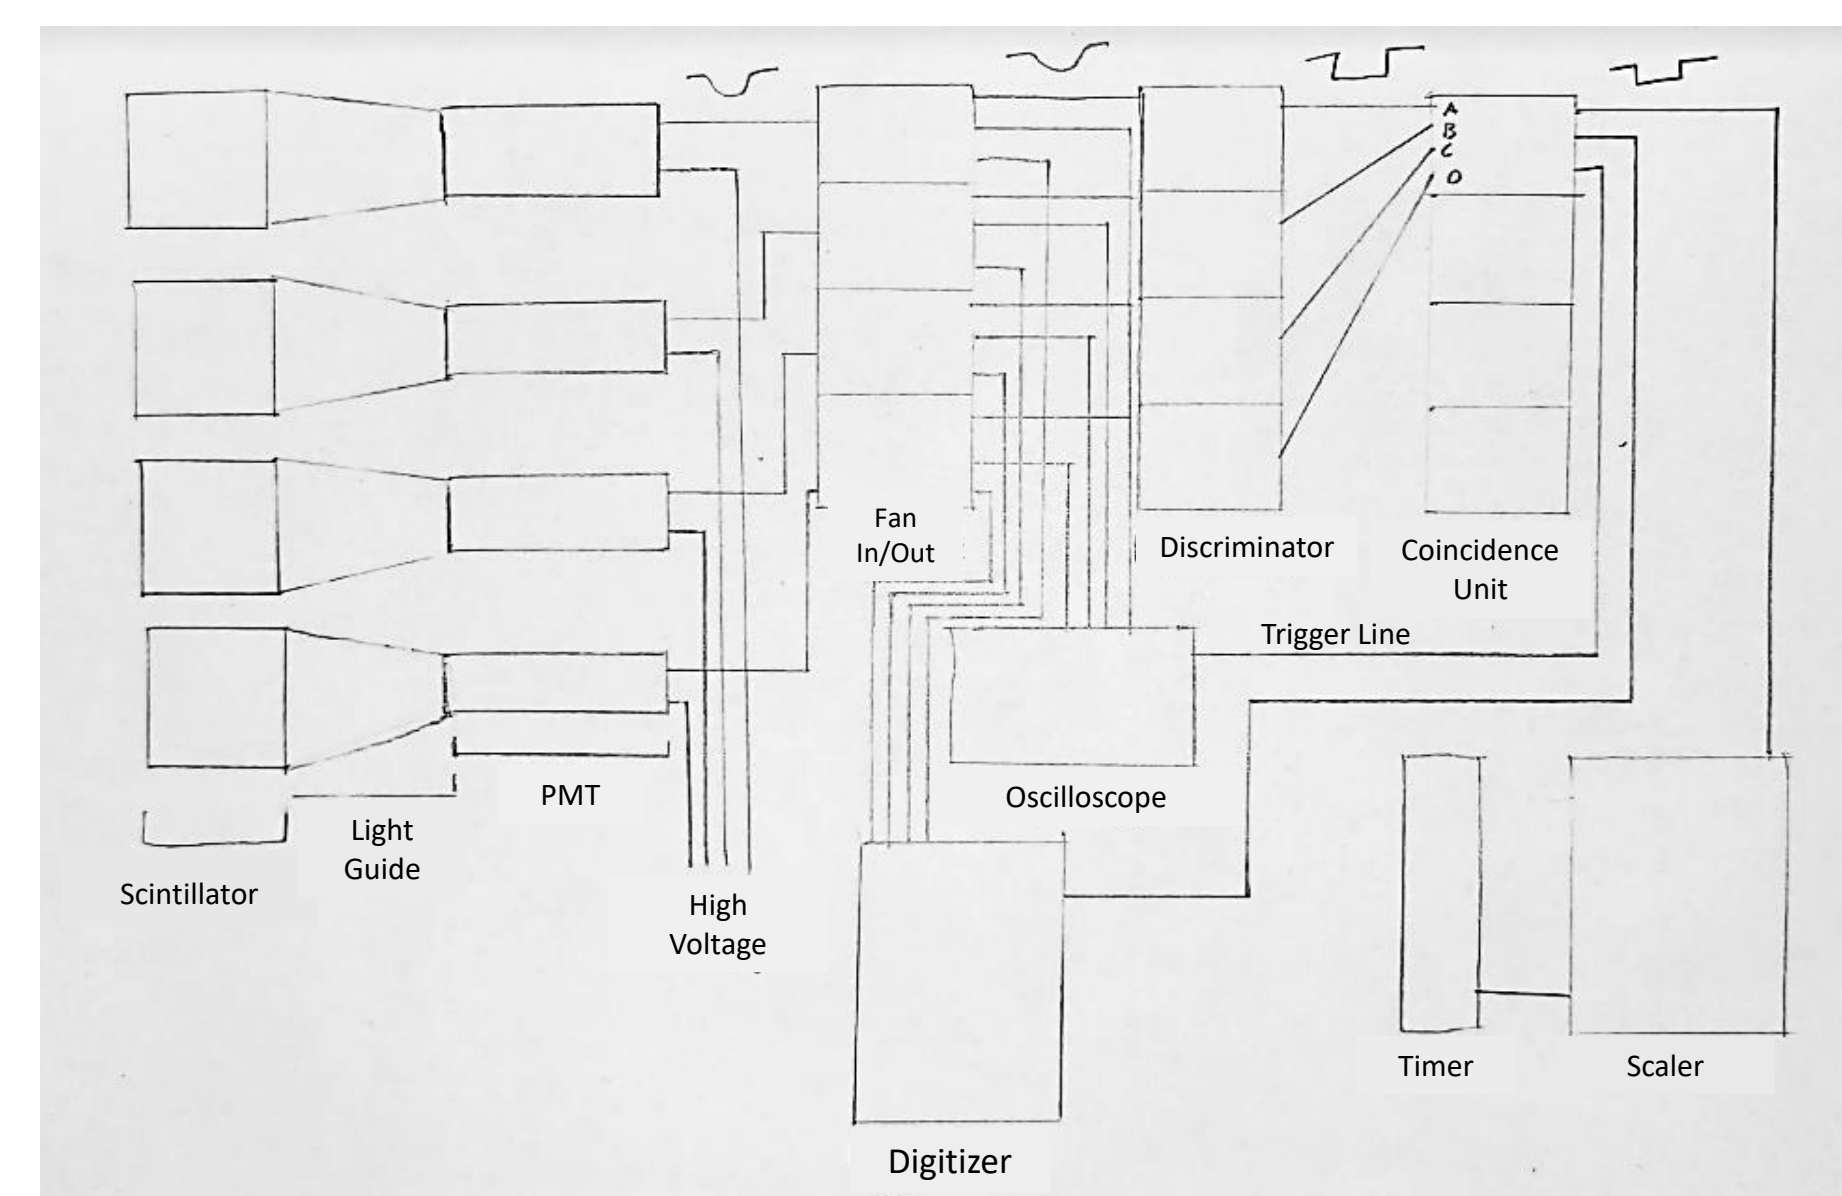 A
B
C
D
Fan
In/Out
Discriminator
Coincidence
Unit
Trigger Line
PMT
Oscilloscope
Light
Guide
Scintillator
High
Voltage
Timer
Scaler
Digitizer